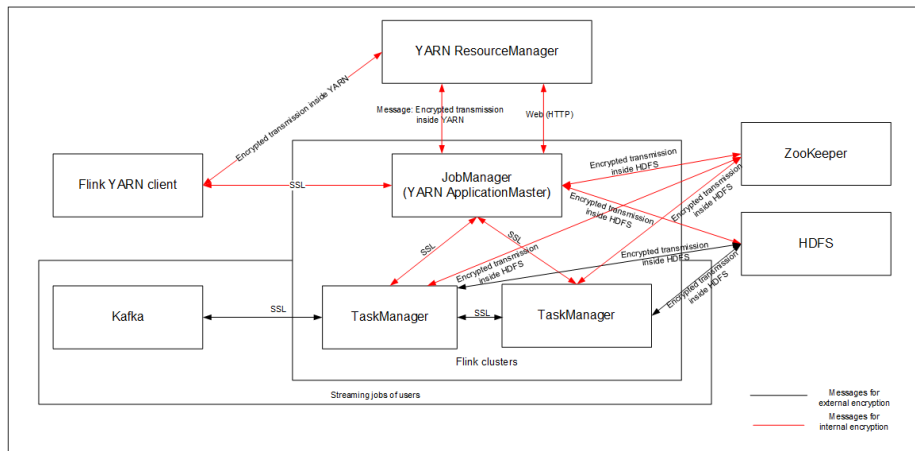 YARN ResourceManager
Encrypted transmission inside YARN
Message: Encrypted transmission
inside YARN
Web (HTTP)
Flink YARN client
SSL
JobManager
(YARN ApplicationMaster)
Encrypted transmission
inside HDFS
ZooKeeper
Encrypted transmission
inside HDFS
Encrypted transmission
inside HDFS
HDFS
SSL
SSL
Encrypted transmission
inside HDFS
Encrypted transmission
inside HDFS
Encrypted transmission
inside HDFS
Kafka
SSL
TaskManager
SSL
TaskManager
Flink clusters
Streaming jobs of users
Messages for
external encryption
Messages for
internal encryption